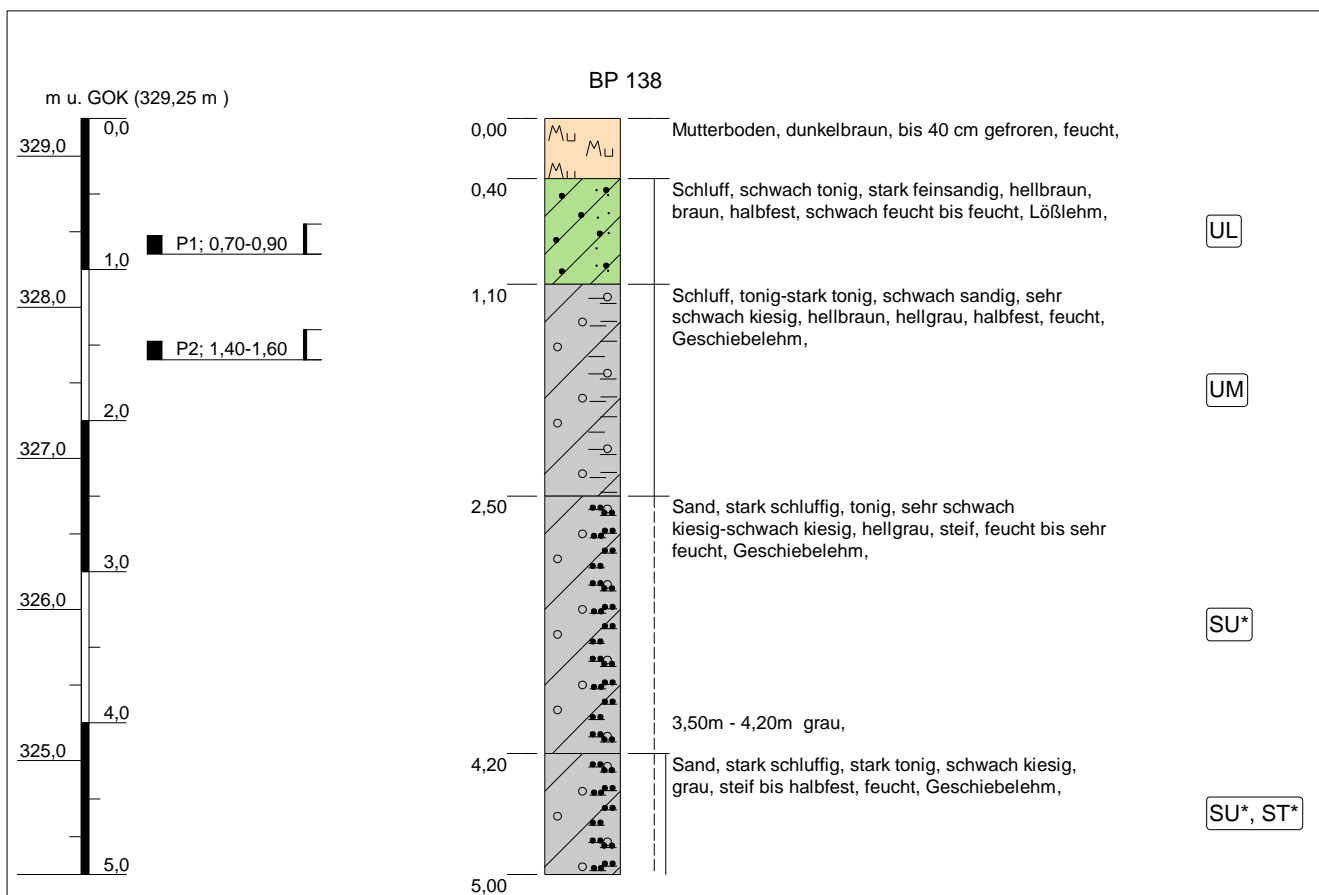 BP 138
m u. GOK (329,25 m )
0,0
329,0
1,0
328,0
2,0
327,0
3,0
326,0
4,0
325,0
5,0
P1; 0,70-0,90
P2; 1,40-1,60
0,00
Mu
Mu
Mu
Mutterboden, dunkelbraun, bis 40 cm gefroren, feucht,
0,40
Schluff, schwach tonig, stark feinsandig, hellbraun,
braun, halbfest, schwach feucht bis feucht, Lößlehm,
UL
1,10
Schluff, tonig-stark tonig, schwach sandig, sehr
schwach kiesig, hellbraun, hellgrau, halbfest, feucht,
Geschiebelehm,
UM
2,50
Sand, stark schluffig, tonig, sehr schwach
kiesig-schwach kiesig, hellgrau, steif, feucht bis sehr
feucht, Geschiebelehm,
SU*
3,50m - 4,20m grau,
4,20
Sand, stark schluffig, stark tonig, schwach kiesig,
grau, steif bis halbfest, feucht, Geschiebelehm,
SU*, ST*
5,00